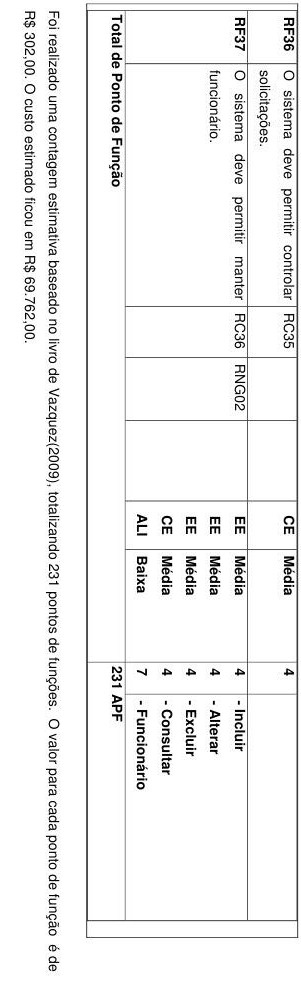 RF36 O sistema deve permitir controlar RC35 CE Média 4
solicitações.
RF37 O sistema deve permitir manter RC36 RNG02 EE Média 4 - Incluir
funcionário. EE Média 4 - Alterar
EE Média 4 - Excluir
CE Média 4 - Consultar
ALI Baixa 7 - Funcionário
Total de Ponto de Função 231 APF
Foi realizado uma contagem estimativa baseado no livro de Vazquez(2009), totalizando 231 pontos de funções. O valor para cada ponto de função é de
R$ 302,00. O custo estimado ficou em R$ 69.762,00.